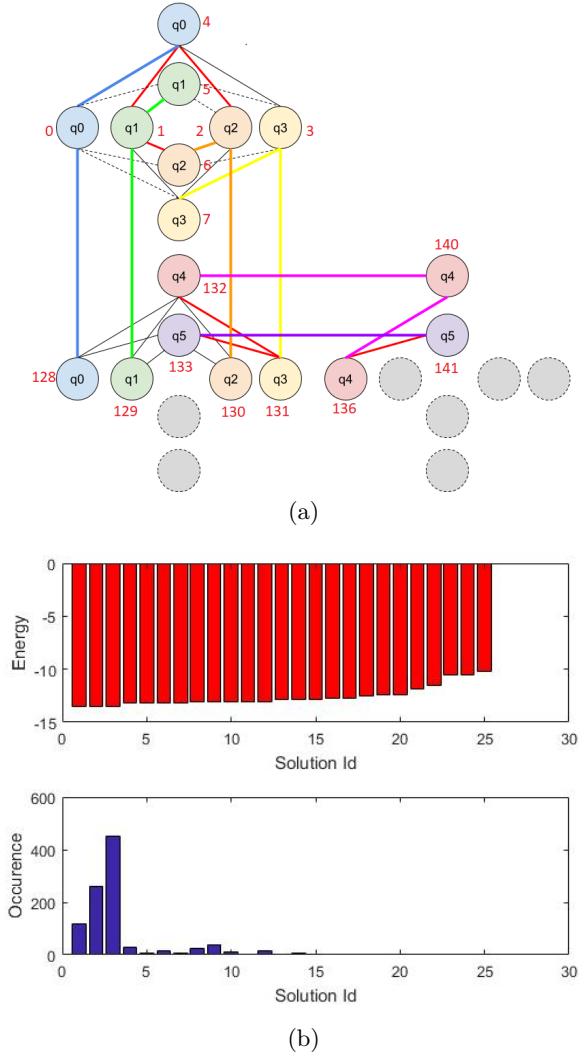 q0 4
q1
5
q0 q1 q2 q3
0 1 2 3
q2 6
q3 7
140
q4 132 q4
q5 q5
133 141
128 q0 q1 q2 q3 q4
129 130 131 136
(a)
0
-5
-10
-15
Energy
0 5 10 15 20 25 30
Solution Id
600
400
200
0
Occurence
0 5 10 15 20 25 30
Solution Id
(b)